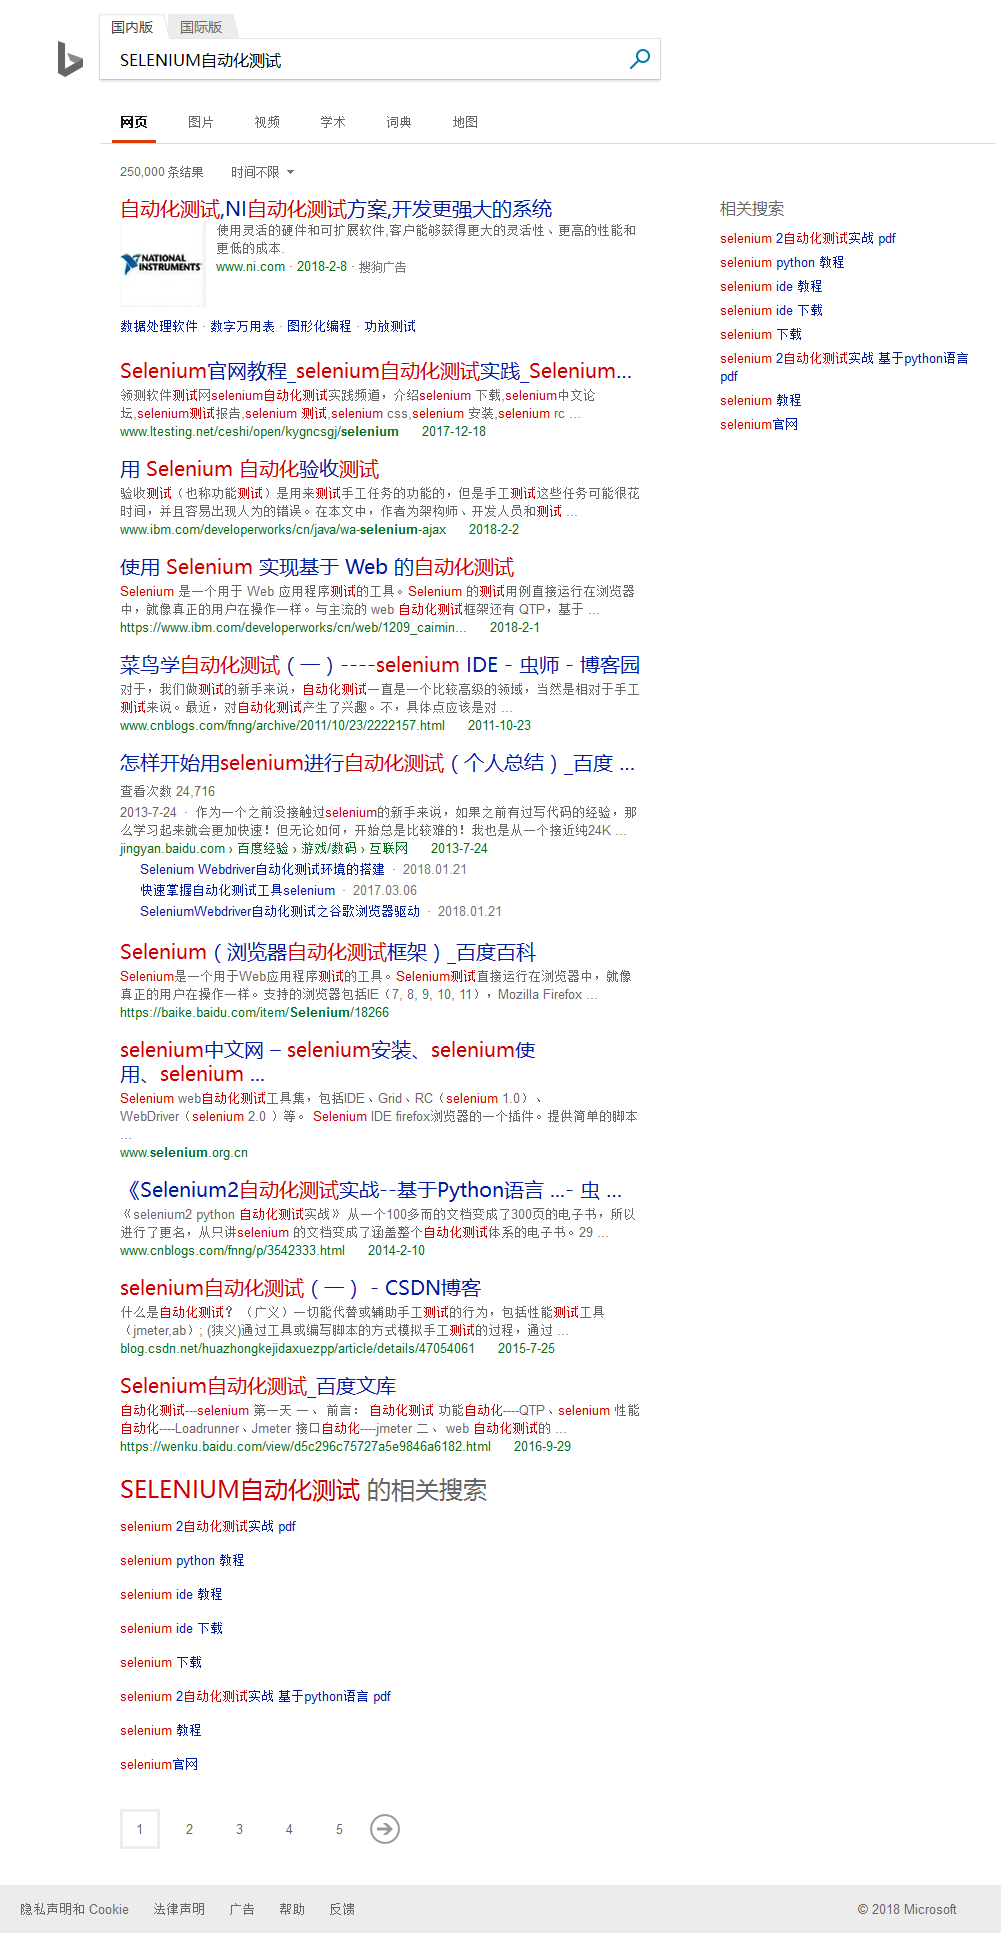 国内版 国际版
SELENIUM自动化测试
网页 图片 视频 学术 词典 地图
250,000 条结果 时间不限
自动化测试,NI自动化测试方案,开发更强大的系统
NATIONAL INSTRUMENTS
使用灵活的硬件和可扩展软件,客户能够获得更大的灵活性、更高的性能和
更低的成本.
www.ni.com · 2018-2-8 · 搜狗广告
数据处理软件 · 数字万用表 · 图形化编程 · 功放测试
Selenium官网教程_selenium自动化测试实践_Selenium...
领测软件测试网selenium自动化测试实践频道，介绍selenium 下载,selenium中文论
坛,selenium测试报告,selenium 测试,selenium css,selenium 安装,selenium rc ...
www.ltesting.net/ceshi/open/kygncsgj/selenium 2017-12-18
用 Selenium 自动化验收测试
验收测试（也称功能测试）是用来测试手工任务的功能的，但是手工测试这些任务可能很花
时间，并且容易出现人为的错误。在本文中，作者为架构师、开发人员和测试 ...
www.ibm.com/developerworks/cn/java/wa-selenium-ajax 2018-2-2
使用 Selenium 实现基于 Web 的自动化测试
Selenium 是一个用于 Web 应用程序测试的工具。Selenium 的测试用例直接运行在浏览器
中，就像真正的用户在操作一样。与主流的 web 自动化测试框架还有 QTP，基于 ...
https://www.ibm.com/developerworks/cn/web/1209_caimin... 2018-2-1
菜鸟学自动化测试（一）----selenium IDE - 虫师 - 博客园
对于，我们做测试的新手来说，自动化测试一直是一个比较高级的领域，当然是相对于手工
测试来说。最近，对自动化测试产生了兴趣。不，具体点应该是对 ...
www.cnblogs.com/fnng/archive/2011/10/23/2222157.html 2011-10-23
怎样开始用selenium进行自动化测试（个人总结）_百度 ...
查看次数 24,716
2013-7-24 · 作为一个之前没接触过selenium的新手来说，如果之前有过写代码的经验，那
么学习起来就会更加快速！但无论如何，开始总是比较难的！我也是从一个接近纯24K ...
jingyan.baidu.com › 百度经验 › 游戏/数码 › 互联网 2013-7-24
Selenium Webdriver自动化测试环境的搭建 · 2018.01.21
快速掌握自动化测试工具selenium · 2017.03.06
SeleniumWebdriver自动化测试之谷歌浏览器驱动 · 2018.01.21
Selenium（浏览器自动化测试框架）_百度百科
Selenium是一个用于Web应用程序测试的工具。Selenium测试直接运行在浏览器中，就像
真正的用户在操作一样。支持的浏览器包括IE（7, 8, 9, 10, 11），Mozilla Firefox ...
https://baike.baidu.com/item/Selenium/18266
selenium中文网 – selenium安装、selenium使
用、selenium ...
Selenium web自动化测试工具集，包括IDE、Grid、RC（selenium 1.0）、
WebDriver（selenium 2.0 ）等。 Selenium IDE firefox浏览器的一个插件。提供简单的脚本
...
www.selenium.org.cn
《Selenium2自动化测试实战--基于Python语言 ...- 虫 ...
《selenium2 python 自动化测试实战》 从一个100多而的文档变成了300页的电子书，所以
进行了更名，从只讲selenium 的文档变成了涵盖整个自动化测试体系的电子书。29 ...
www.cnblogs.com/fnng/p/3542333.html 2014-2-10
selenium自动化测试（一） - CSDN博客
什么是自动化测试？ （广义）一切能代替或辅助手工测试的行为，包括性能测试工具
（jmeter,ab）; (狭义)通过工具或编写脚本的方式模拟手工测试的过程，通过 ...
blog.csdn.net/huazhongkejidaxuezpp/article/details/47054061 2015-7-25
Selenium自动化测试_百度文库
自动化测试---selenium 第一天 一、 前言： 自动化测试 功能自动化----QTP、selenium 性能
自动化----Loadrunner、Jmeter 接口自动化----jmeter 二、 web 自动化测试的 ...
https://wenku.baidu.com/view/d5c296c75727a5e9846a6182.html 2016-9-29
SELENIUM自动化测试 的相关搜索
selenium 2自动化测试实战 pdf
selenium python 教程
selenium ide 教程
selenium ide 下载
selenium 下载
selenium 2自动化测试实战 基于python语言 pdf
selenium 教程
selenium官网
1 2 3 4 5
相关搜索
selenium 2自动化测试实战 pdf
selenium python 教程
selenium ide 教程
selenium ide 下载
selenium 下载
selenium 2自动化测试实战 基于python语言
pdf
selenium 教程
selenium官网
隐私声明和 Cookie 法律声明 广告 帮助 反馈 © 2018 Microsoft